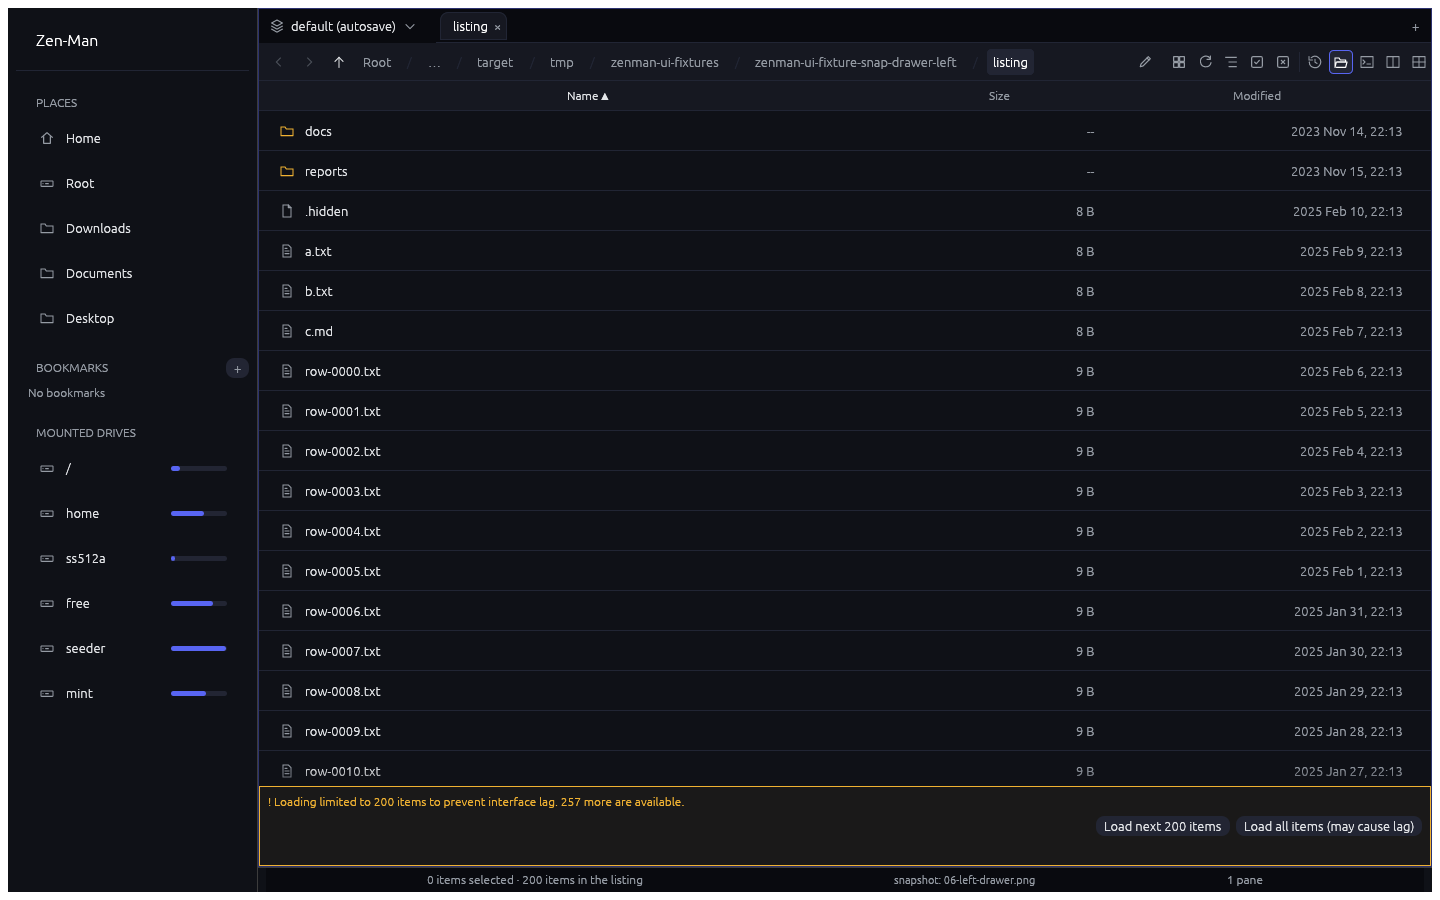 Zen-Man
PLACES
Home
Root
Downloads
Documents
Desktop
BOOKMARKS +
No bookmarks
MOUNTED DRIVES
/
home
ss512a
free
seeder
mint
default (autosave) listing × +
Root / ... / target / tmp / zenman-ui-fixtures / zenman-ui-fixture-snap-drawer-left / listing
Name ▲ Size Modified
docs -- 2023 Nov 14, 22:13
reports -- 2023 Nov 15, 22:13
.hidden 8 B 2025 Feb 10, 22:13
a.txt 8 B 2025 Feb 9, 22:13
b.txt 8 B 2025 Feb 8, 22:13
c.md 8 B 2025 Feb 7, 22:13
row-0000.txt 9 B 2025 Feb 6, 22:13
row-0001.txt 9 B 2025 Feb 5, 22:13
row-0002.txt 9 B 2025 Feb 4, 22:13
row-0003.txt 9 B 2025 Feb 3, 22:13
row-0004.txt 9 B 2025 Feb 2, 22:13
row-0005.txt 9 B 2025 Feb 1, 22:13
row-0006.txt 9 B 2025 Jan 31, 22:13
row-0007.txt 9 B 2025 Jan 30, 22:13
row-0008.txt 9 B 2025 Jan 29, 22:13
row-0009.txt 9 B 2025 Jan 28, 22:13
row-0010.txt 9 B 2025 Jan 27, 22:13
! Loading limited to 200 items to prevent interface lag. 257 more are available.
Load next 200 items Load all items (may cause lag)
0 items selected · 200 items in the listing snapshot: 06-left-drawer.png 1 pane